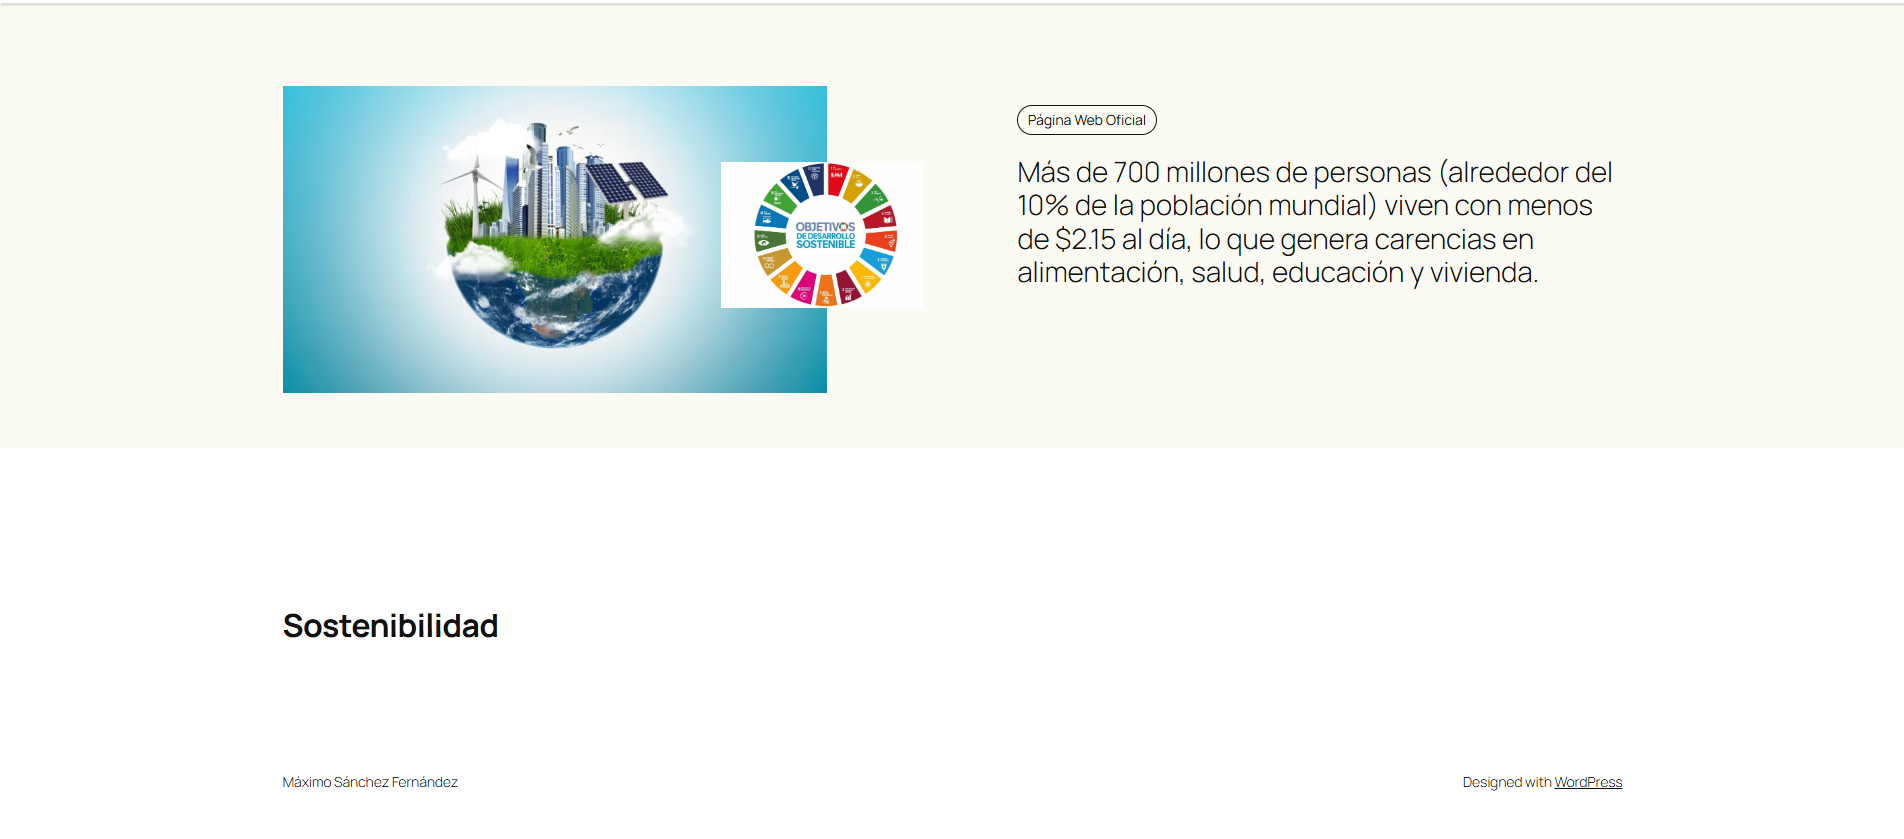 OBJETIVOS
DE DESARROLLO
SOSTENIBLE
Página Web Oficial
Más de 700 millones de personas (alrededor del
10% de la población mundial) viven con menos
de $2.15 al día, lo que genera carencias en
alimentación, salud, educación y vivienda.
Sostenibilidad
Máximo Sánchez Fernández
Designed with WordPress